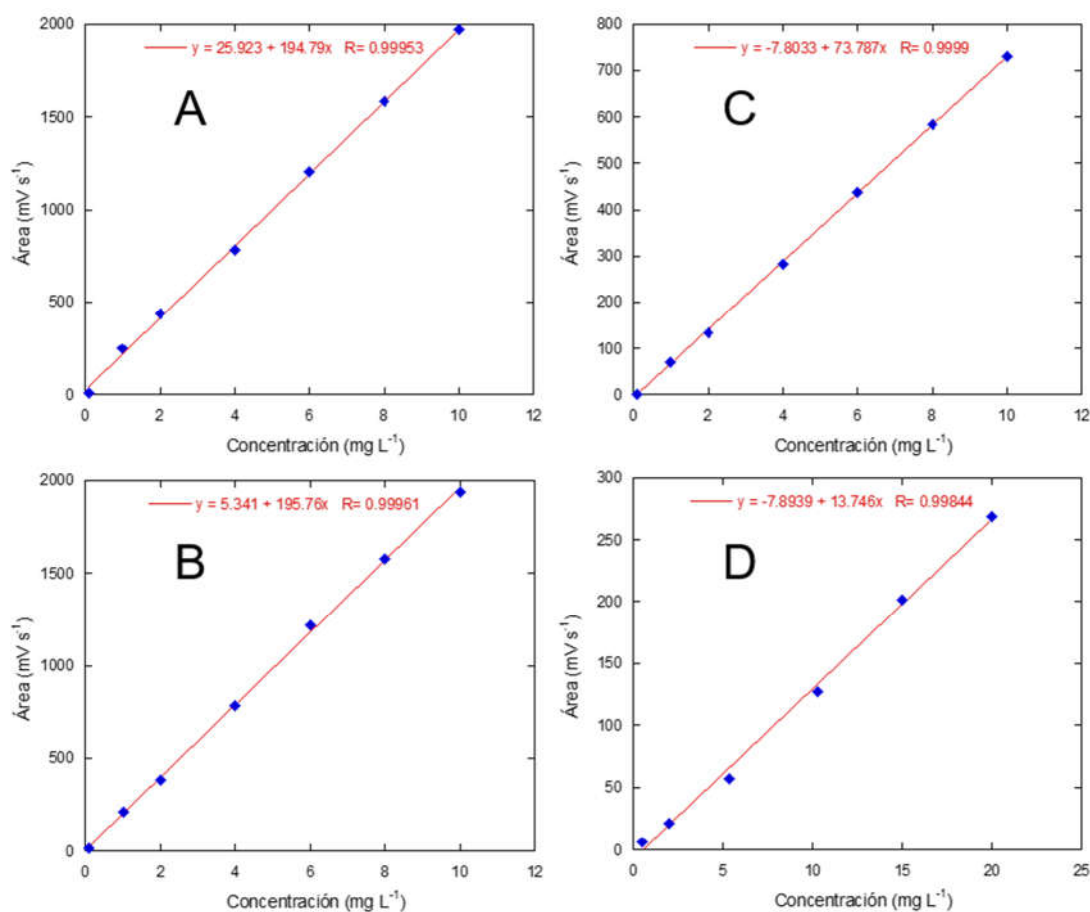 2000
1500
1000
500
0
y = 25.923 + 194.79x R= 0.99953
A
Área (mV s⁻¹)
0 2 4 6 8 10 12
Concentración (mg L⁻¹)
800
700
600
500
400
300
200
100
0
y = -7.8033 + 73.787x R= 0.9999
C
Área (mV s⁻¹)
0 2 4 6 8 10 12
Concentración (mg L⁻¹)
2000
1500
1000
500
0
y = 5.341 + 195.76x R= 0.99961
B
Área (mV s⁻¹)
0 2 4 6 8 10 12
Concentración (mg L⁻¹)
300
250
200
150
100
50
0
y = -7.8939 + 13.746x R= 0.99844
D
Área (mV s⁻¹)
0 5 10 15 20 25
Concentración (mg L⁻¹)